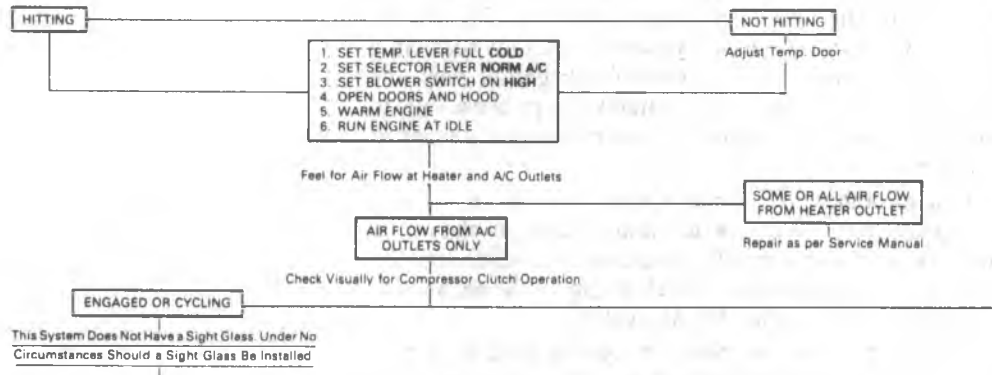 HITTING
NOT HITTING
Adjust Temp. Door
1. SET TEMP. LEVER FULL COLD
2. SET SELECTOR LEVER NORM A/C
3. SET BLOWER SWITCH ON HIGH
4. OPEN DOORS AND HOOD
5. WARM ENGINE
6. RUN ENGINE AT IDLE
Feel for Air Flow at Heater and A/C Outlets
SOME OR ALL AIR FLOW
FROM HEATER OUTLET
Repair as per Service Manual
AIR FLOW FROM A/C
OUTLETS ONLY
Check Visually for Compressor Clutch Operation
ENGAGED OR CYCLING
This System Does Not Have a Sight Glass. Under No
Circumstances Should a Sight Glass Be Installed